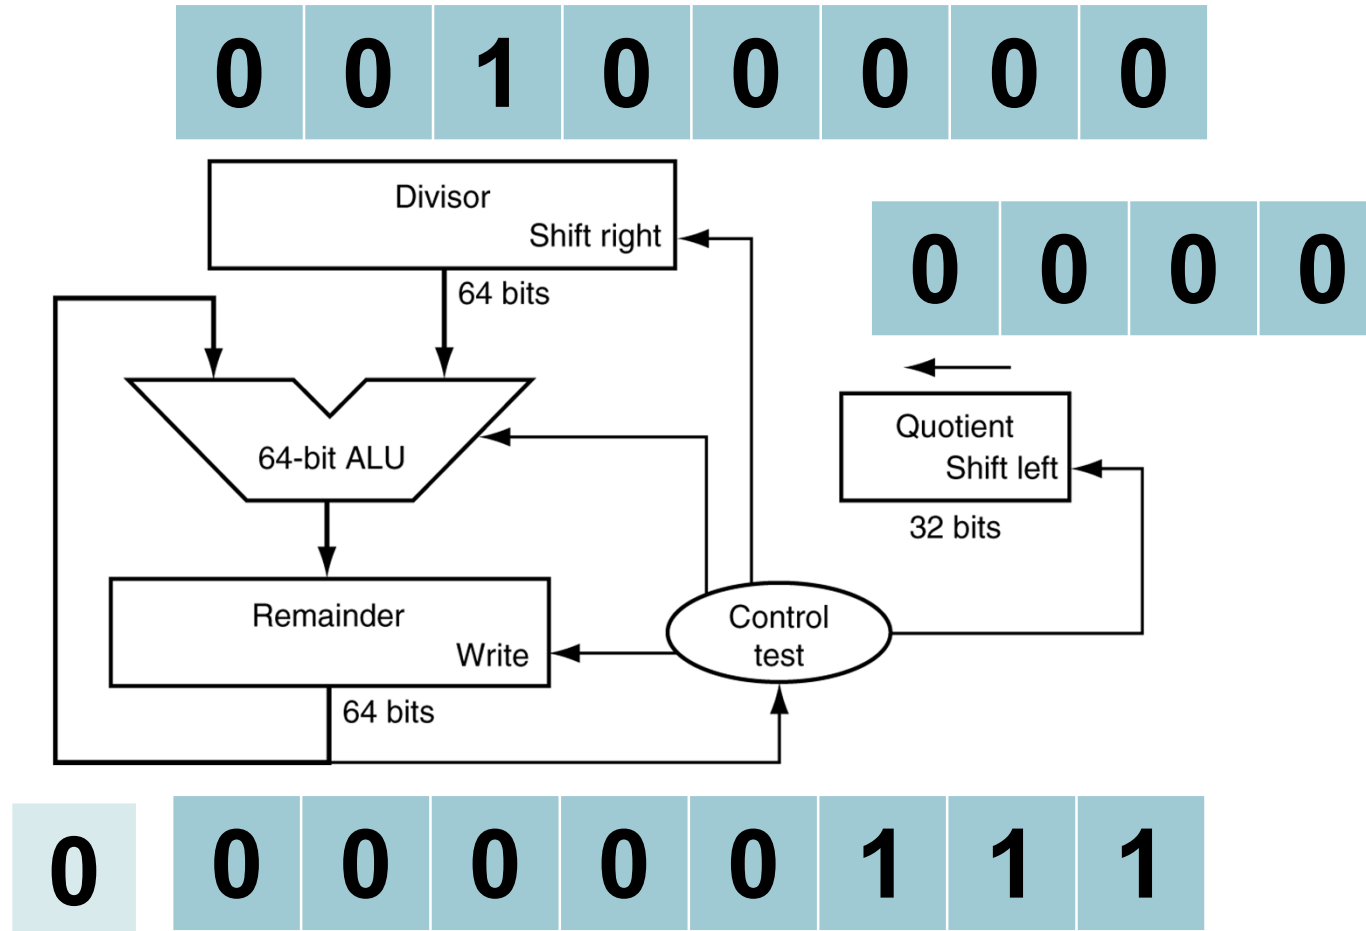 0 0 1 0 0 0 0 0
Divisor
Shift right
0 0 0 0
64 bits
Quotient
Shift left
64-bit ALU
32 bits
Remainder
Write
Control
test
64 bits
0 0 0 0 0 0 1 1 1